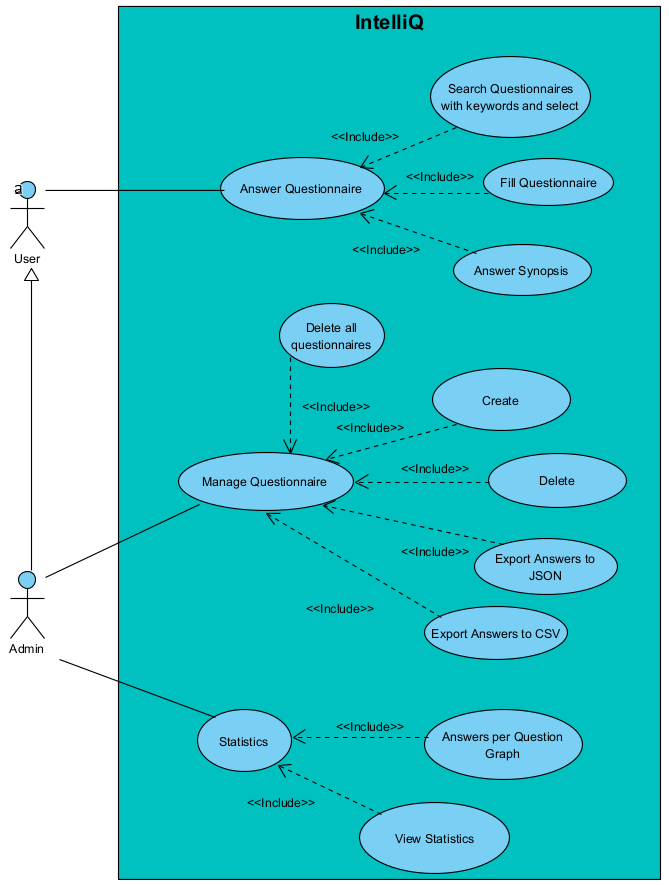 IntelliQ
Search Questionnaires
with keywords and select
<<Include>>
a
Answer Questionnaire
<<Include>>
Fill Questionnaire
User
<<Include>>
Answer Synopsis
Delete all
questionnaires
<<Include>>
<<Include>>
Create
Manage Questionnaire
<<Include>>
Delete
<<Include>>
Export Answers to
JSON
<<Include>>
Export Answers to CSV
Admin
Statistics
<<Include>>
Answers per Question
Graph
<<Include>>
View Statistics